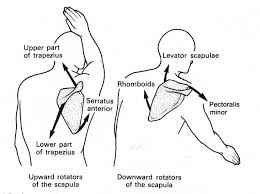 Upper part
of trapezius
Serratus
anterior
Lower part
of trapezius
Upward rotators
of the scapula
Levator scapulae
Rhomboids
Pectoralis
minor
Downward rotators
of the scapula